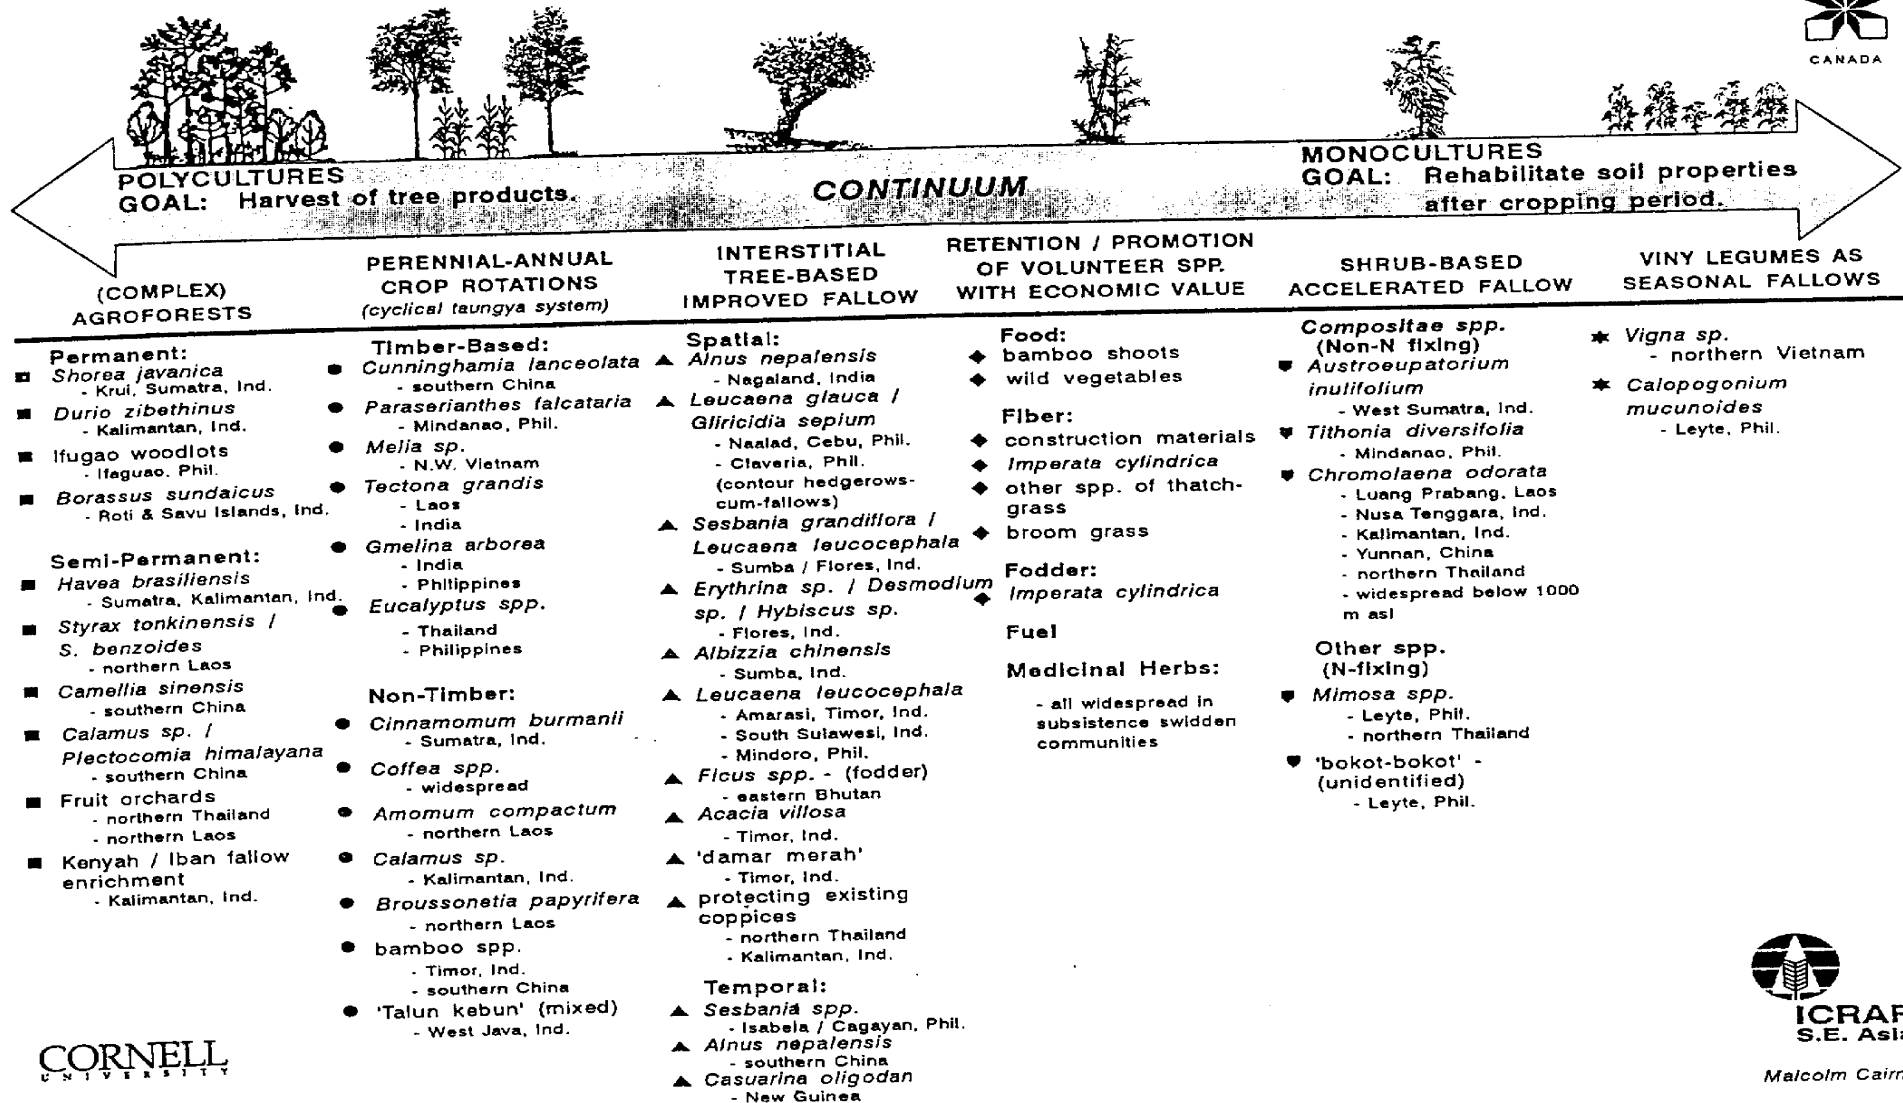 CANADA
POLYCULTURES
GOAL: Harvest of tree products.
CONTINUUM
MONOCULTURES
GOAL: Rehabilitate soil properties
after cropping period.
(COMPLEX)
AGROFORESTS
Permanent:
Shorea javanica
- Krui, Sumatra, Ind.
Durio zibethinus
- Kalimantan, Ind.
Ifugao woodlots
- Ifaguao. Phil.
Borassus sundaicus
- Roti & Savu Islands, Ind.
Semi-Permanent:
Havea brasiliensis
- Sumatra, Kalimantan, Ind.
Styrax tonkinensis /
S. benzoides
- northern Laos
Camellia sinensis
- southern China
Calamus sp. /
Plectocomia himalayana
- southern China
Fruit orchards
- northern Thailand
- northern Laos
Kenyah / Iban fallow
enrichment
- Kalimantan, Ind.
PERENNIAL-ANNUAL
CROP ROTATIONS
(cyclical taungya system)
Timber-Based:
Cunninghamia lanceolata
- southern China
Paraserianthes falcataria
- Mindanao, Phil.
Melia sp.
- N.W. Vietnam
Tectona grandis
- Laos
- India
Gmelina arborea
- India
- Philippines
Eucalyptus spp.
- Thailand
- Philippines
Non-Timber:
Cinnamomum burmanii
- Sumatra, Ind.
Coffea spp.
- widespread
Amomum compactum
- northern Laos
Calamus sp.
- Kalimantan, Ind.
Broussonetia papyrifera
- northern Laos
bamboo spp.
- Timor, Ind.
- southern China
'Talun kebun' (mixed)
- West Java, Ind.
INTERSTITIAL
TREE-BASED
IMPROVED FALLOW
Spatial:
Alnus nepalensis
- Nagaland, India
Leucaena glauca /
Gliricidia sepium
- Naalad, Cebu, Phil.
- Claveria, Phil.
(contour hedgerows-
cum-fallows)
Sesbania grandiflora /
Leucaena leucocephala
- Sumba / Flores, Ind.
Erythrina sp. / Desmodium
sp. / Hybiscus sp.
- Flores, Ind.
Albizzia chinensis
- Sumba, Ind.
Leucaena leucocephala
- Amarasi, Timor, Ind.
- South Sulawesi, Ind.
- Mindoro, Phil.
Ficus spp. - (fodder)
- eastern Bhutan
Acacia villosa
- Timor, Ind.
'damar merah'
- Timor, Ind.
protecting existing
coppices
- northern Thailand
- Kalimantan, Ind.
Temporal:
Sesbania spp.
- Isabela / Cagayan, Phil.
Alnus nepalensis
- southern China
Casuarina oligodan
- New Guinea
RETENTION / PROMOTION
OF VOLUNTEER SPP.
WITH ECONOMIC VALUE
Food:
bamboo shoots
wild vegetables
Fiber:
construction materials
Imperata cylindrica
other spp. of thatch-
grass
broom grass
Fodder:
Imperata cylindrica
Fuel
Medicinal Herbs:
- all widespread in
subsistence swidden
communities
SHRUB-BASED
ACCELERATED FALLOW
Compositae spp.
(Non-N fixing)
Austroeupatorium
inulifolium
- West Sumatra, Ind.
Tithonia diversifolia
- Mindanao, Phil.
Chromolaena odorata
- Luang Prabang, Laos
- Nusa Tenggara, Ind.
- Kalimantan, Ind.
- Yunnan, China
- northern Thailand
- widespread below 1000
m asl
Other spp.
(N-fixing)
Mimosa spp.
- Leyte, Phil.
- northern Thailand
'bokot-bokot' -
(unidentified)
- Leyte, Phil.
VINY LEGUMES AS
SEASONAL FALLOWS
Vigna sp.
- northern Vietnam
Calopogonium
mucunoides
- Leyte, Phil.
CORNELL
UNIVERSITY
ICRAF
S.E. Asia
Malcolm Cairn